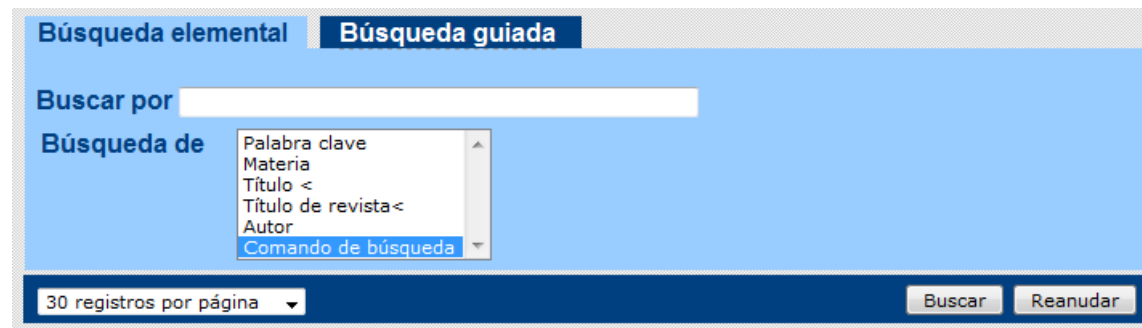 Búsqueda elemental Búsqueda guiada
Buscar por
Búsqueda de
Palabra clave
Materia
Título <
Título de revista<
Autor
Comando de búsqueda
30 registros por página Buscar Reanudar